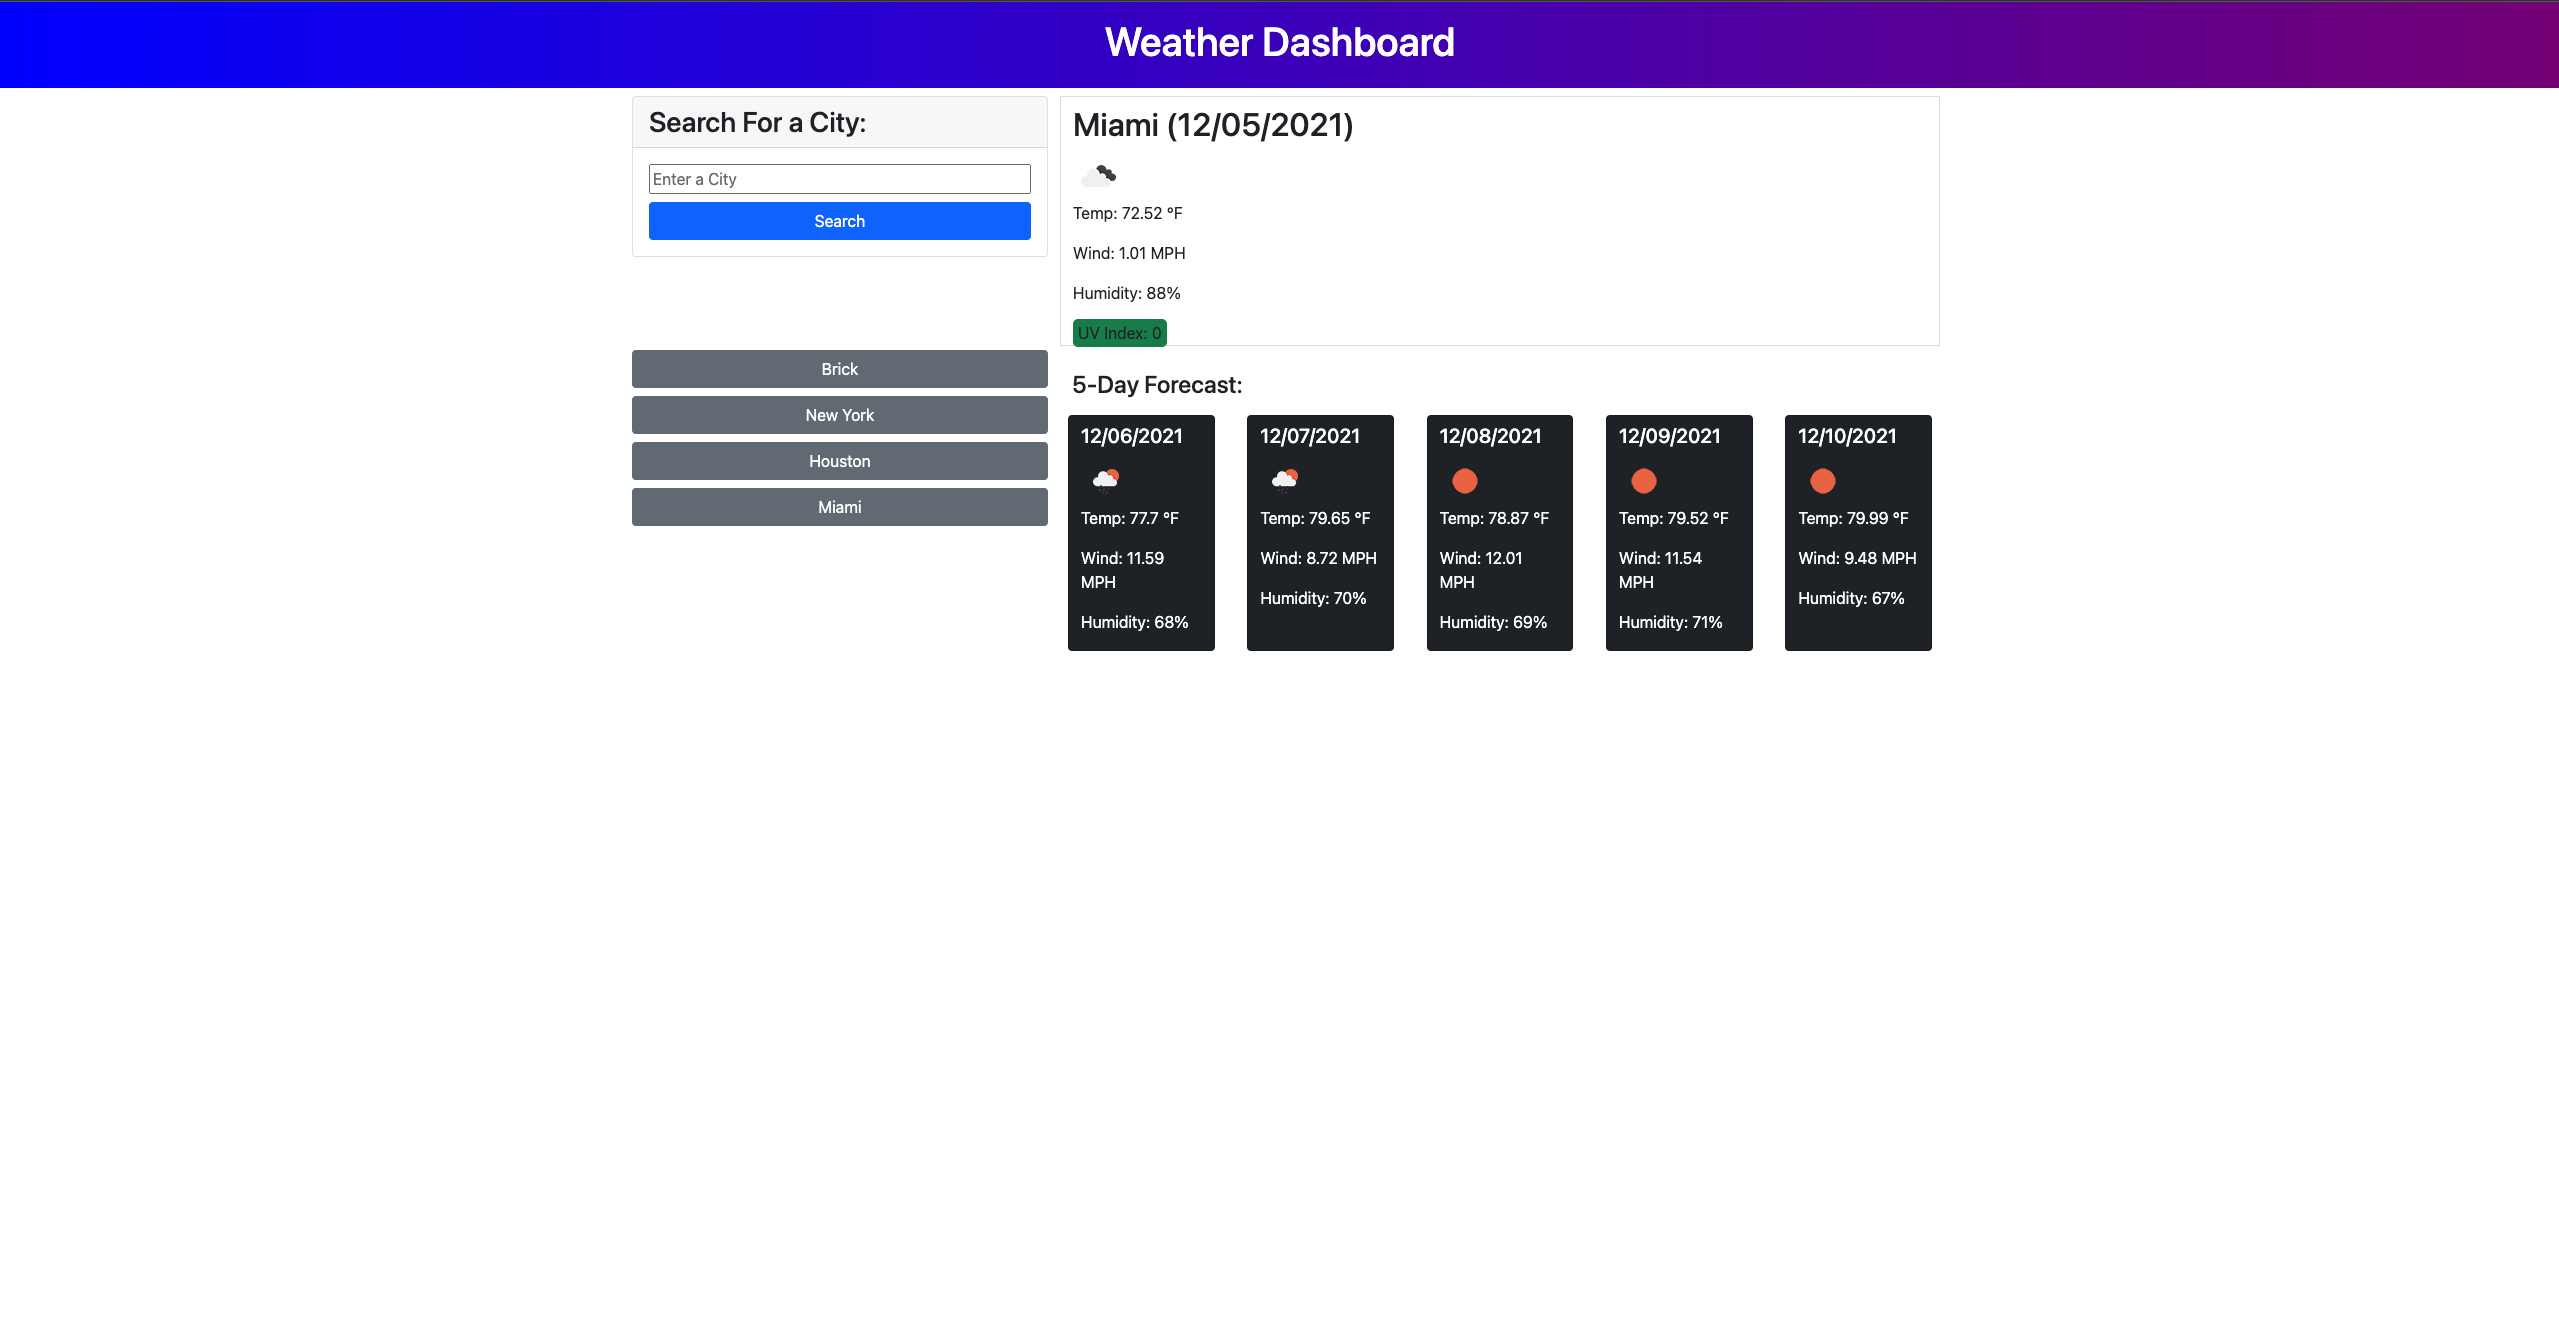 Weather Dashboard
Search For a City:
Enter a City
Search
Brick
New York
Houston
Miami
Miami (12/05/2021)
Temp: 72.52 °F
Wind: 1.01 MPH
Humidity: 88%
UV Index: 0
5-Day Forecast:
12/06/2021
Temp: 77.7 °F
Wind: 11.59
MPH
Humidity: 68%
12/07/2021
Temp: 79.65 °F
Wind: 8.72 MPH
Humidity: 70%
12/08/2021
Temp: 78.87 °F
Wind: 12.01
MPH
Humidity: 69%
12/09/2021
Temp: 79.52 °F
Wind: 11.54
MPH
Humidity: 71%
12/10/2021
Temp: 79.99 °F
Wind: 9.48 MPH
Humidity: 67%